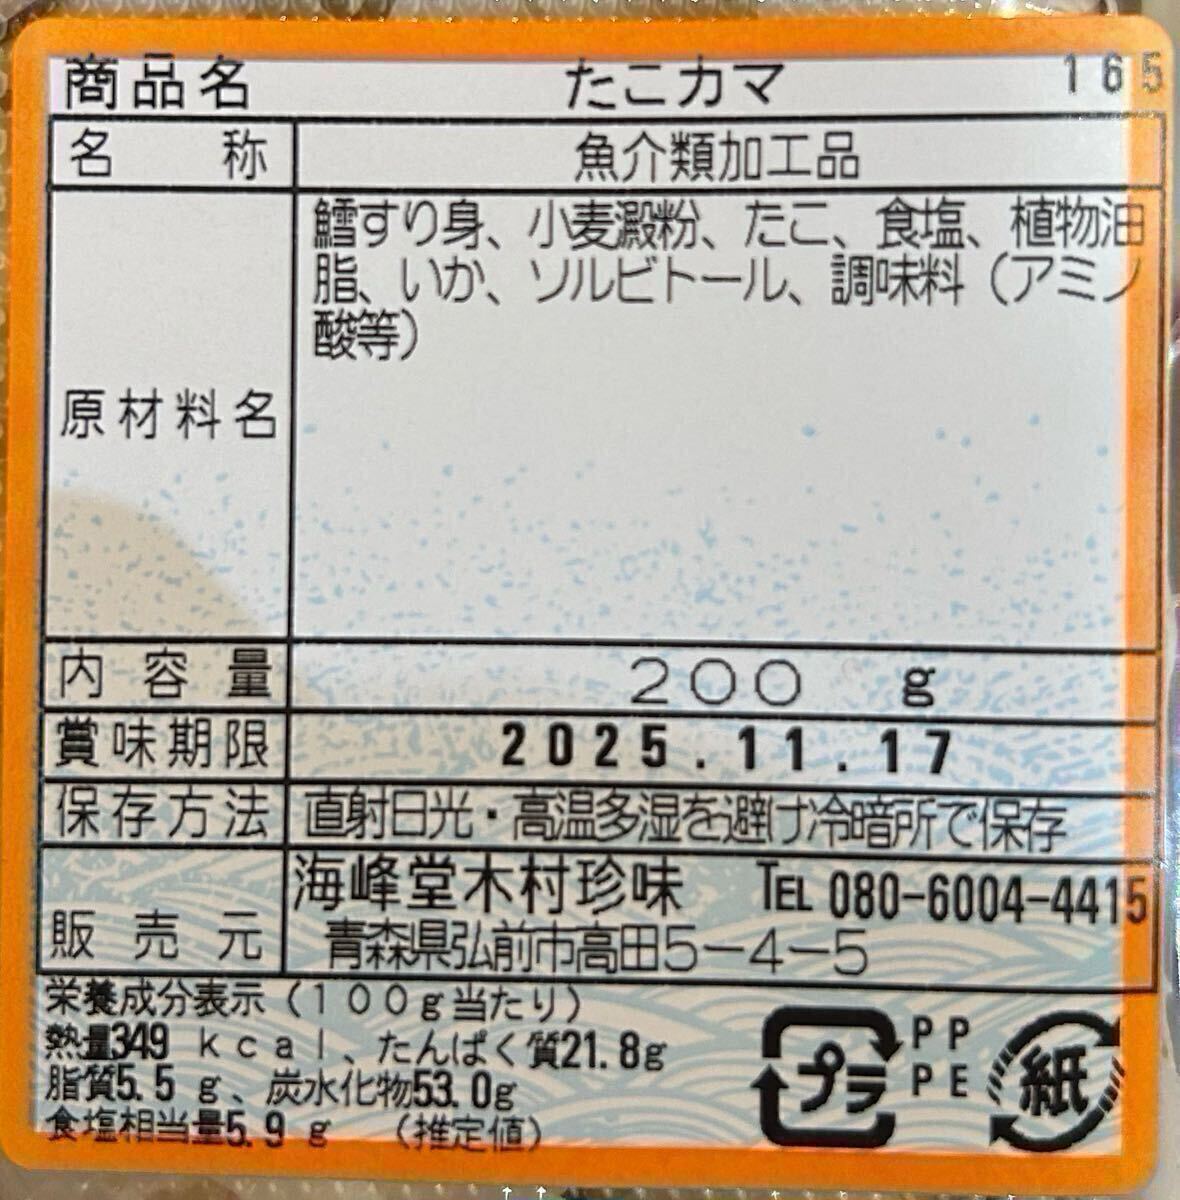 商品名 たこカマ 165
名称 魚介類加工品
原材料名 鱈すり身、小麦澱粉、たこ、食塩、植物油
脂、いか、ソルビトール、調味料（アミノ
酸等）
内容量 200 g
賞味期限 2025.11.17
保存方法 直射日光・高温多湿を避け冷暗所で保存
販売元 海峰堂木村珍味 TEL 080-6004-4415
青森県弘前市高田5-4-5
栄養成分表示（100g当たり）
熱量349 kcal、たんぱく質21.8g
脂質5.5 g、炭水化物53.0g
食塩相当量5.9 g （推定値）
プラ PP
PE
紙